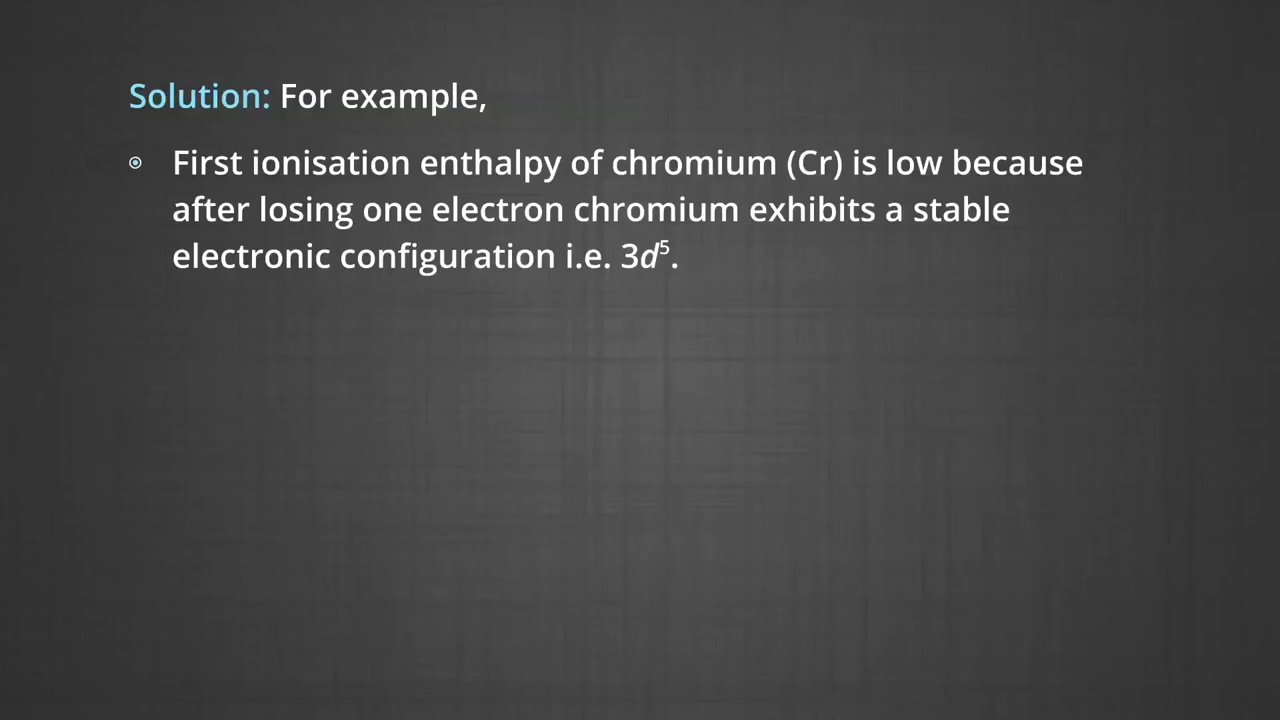 Solution: For example,
First ionisation enthalpy of chromium (Cr) is low because
after losing one electron chromium exhibits a stable
electronic configuration i.e. 3d⁵.